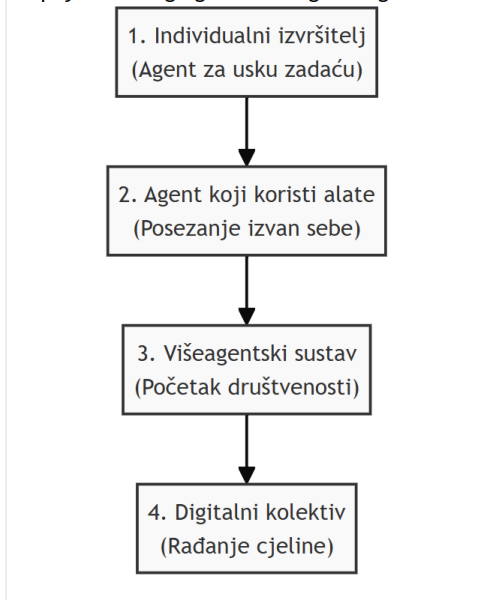 1. Individualni izvršitelj
(Agent za usku zadaću)
2. Agent koji koristi alate
(Posezanje izvan sebe)
3. Višeagentski sustav
(Početak društvenosti)
4. Digitalni kolektiv
(Rađanje cjeline)